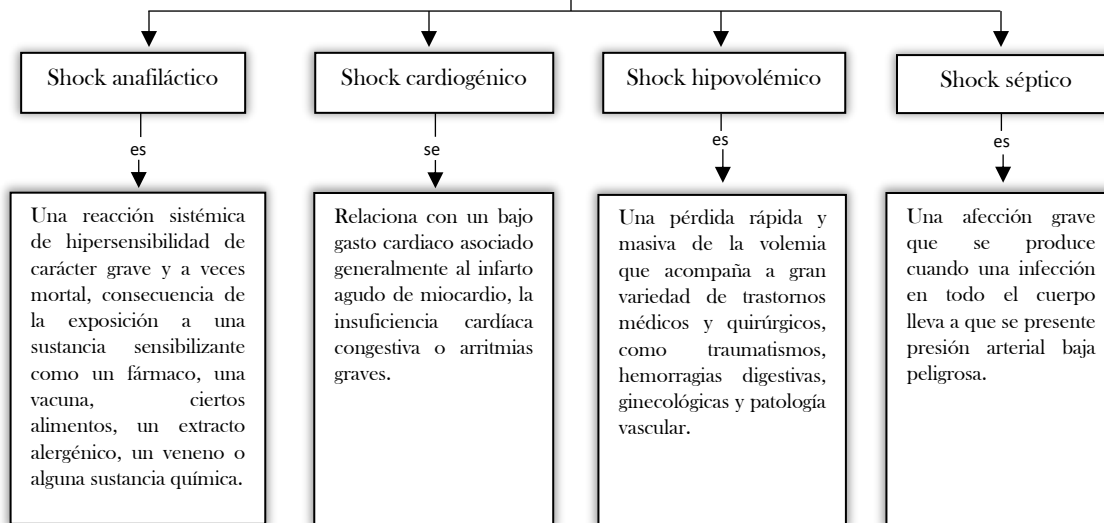 Shock anafiláctico
es
Una reacción sistémica
de hipersensibilidad de
carácter grave y a veces
mortal, consecuencia de
la exposición a una
sustancia sensibilizante
como un fármaco, una
vacuna, ciertos
alimentos, un extracto
alergénico, un veneno o
alguna sustancia química.
Shock cardiogénico
se
Relaciona con un bajo
gasto cardiaco asociado
generalmente al infarto
agudo de miocardio, la
insuficiencia cardíaca
congestiva o arritmias
graves.
Shock hipovolémico
es
Una pérdida rápida y
masiva de la volemia
que acompaña a gran
variedad de trastornos
médicos y quirúrgicos,
como traumatismos,
hemorragias digestivas,
ginecológicas y patología
vascular.
Shock séptico
es
Una afección grave
que se produce
cuando una infección
en todo el cuerpo
lleva a que se presente
presión arterial baja
peligrosa.